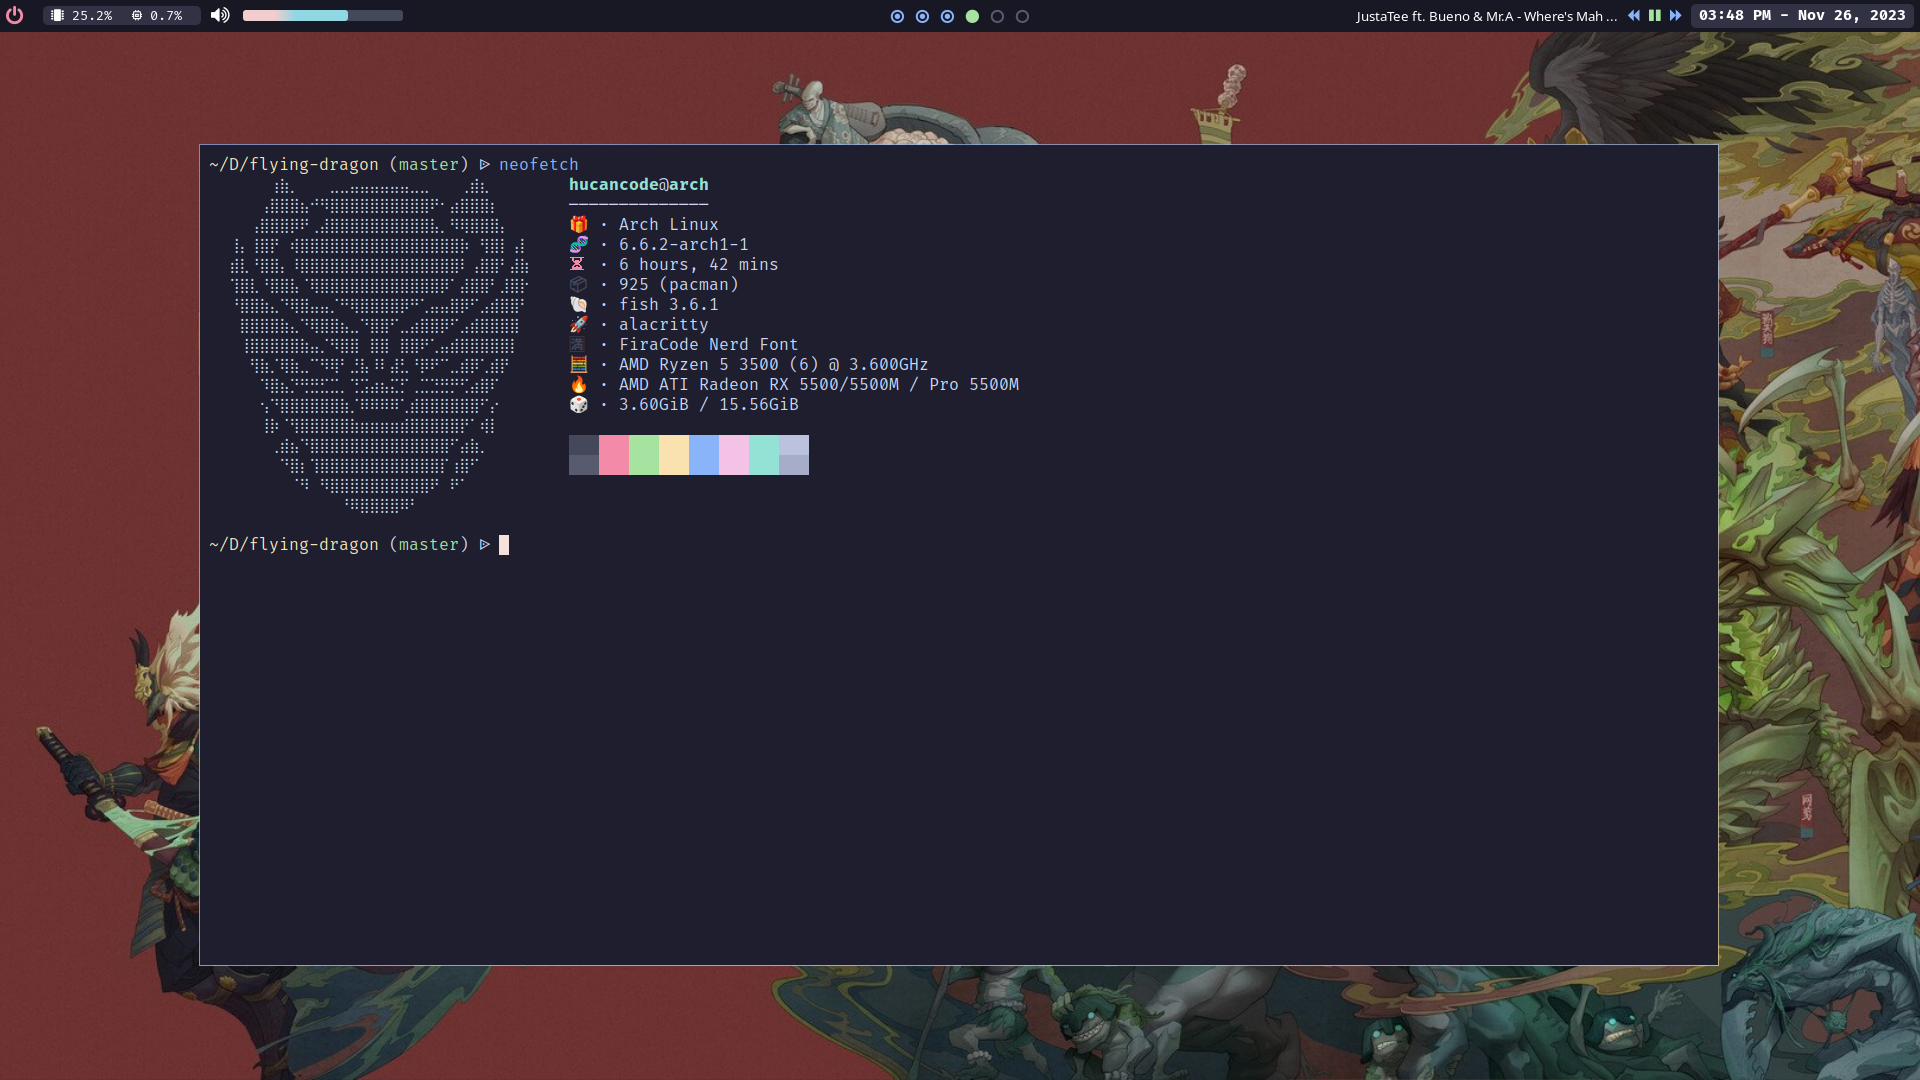 25.2% 0.7% JustaTee ft. Bueno & Mr.A - Where's Mah ... 03:48 PM - Nov 26, 2023
~/D/flying-dragon (master) ⊳ neofetch
hucancode@arch
──────────────
· Arch Linux
· 6.6.2-arch1-1
· 6 hours, 42 mins
· 925 (pacman)
· fish 3.6.1
· alacritty
· FiraCode Nerd Font
· AMD Ryzen 5 3500 (6) @ 3.600GHz
· AMD ATI Radeon RX 5500/5500M / Pro 5500M
· 3.60GiB / 15.56GiB
~/D/flying-dragon (master) ⊳